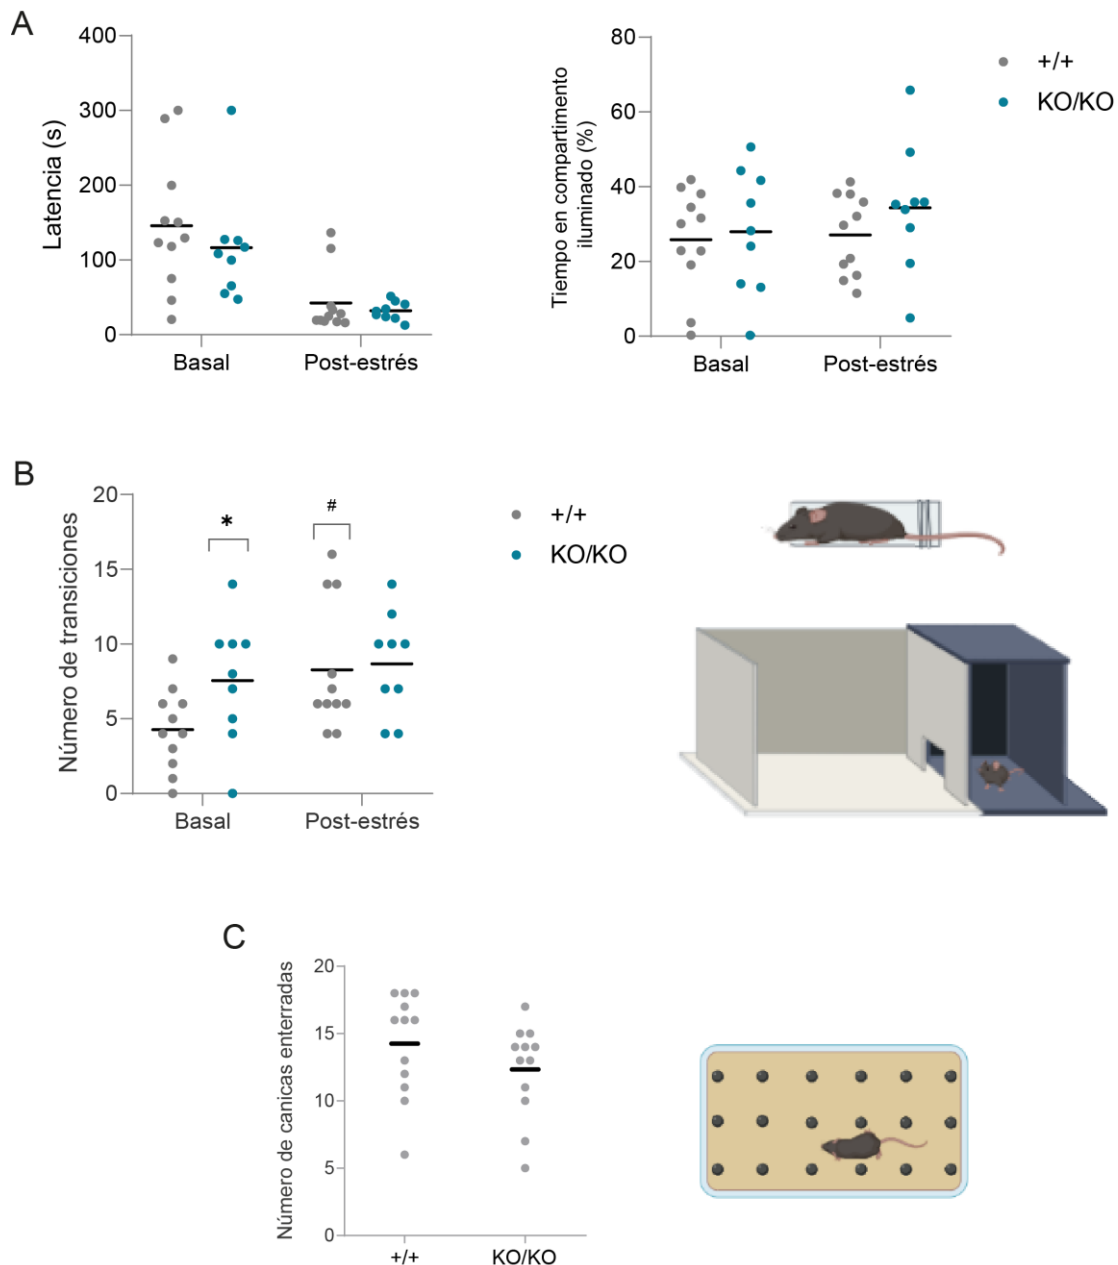 A
Latencia (s)
400
300
200
100
0
Basal
Post-estrés
Tiempo en compartimento
iluminado (%)
80
60
40
20
0
Basal
Post-estrés
+/+
KO/KO
B
Número de transiciones
20
15
10
5
0
*
#
Basal
Post-estrés
+/+
KO/KO
C
Número de canicas enterradas
20
15
10
5
0
+/+
KO/KO